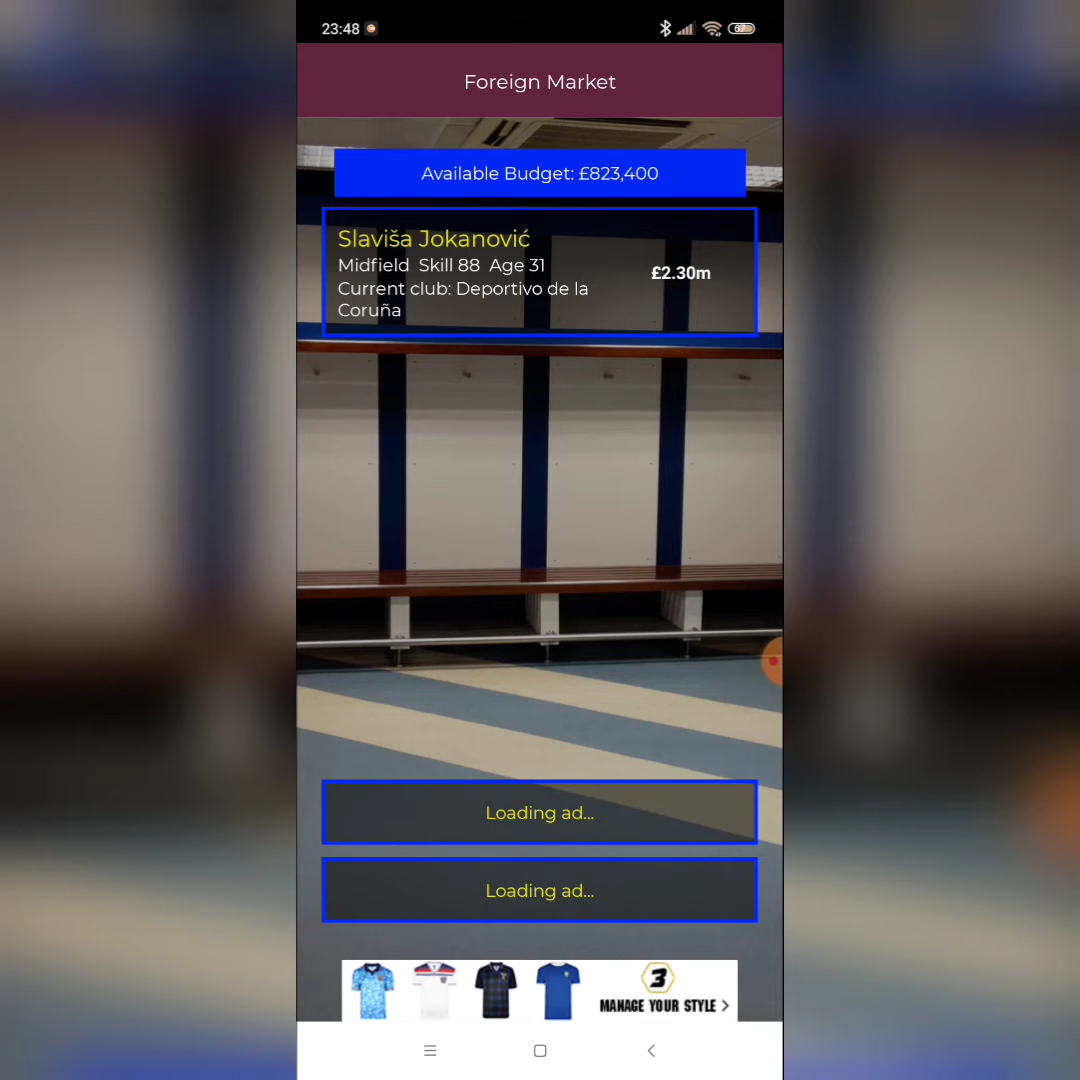 23:48
67
Foreign Market
Available Budget: £823,400
Slaviša Jokanović
Midfield Skill 88 Age 31
£2.30m
Current club: Deportivo de la
Coruña
Loading ad...
Loading ad...
3
MANAGE YOUR STYLE >